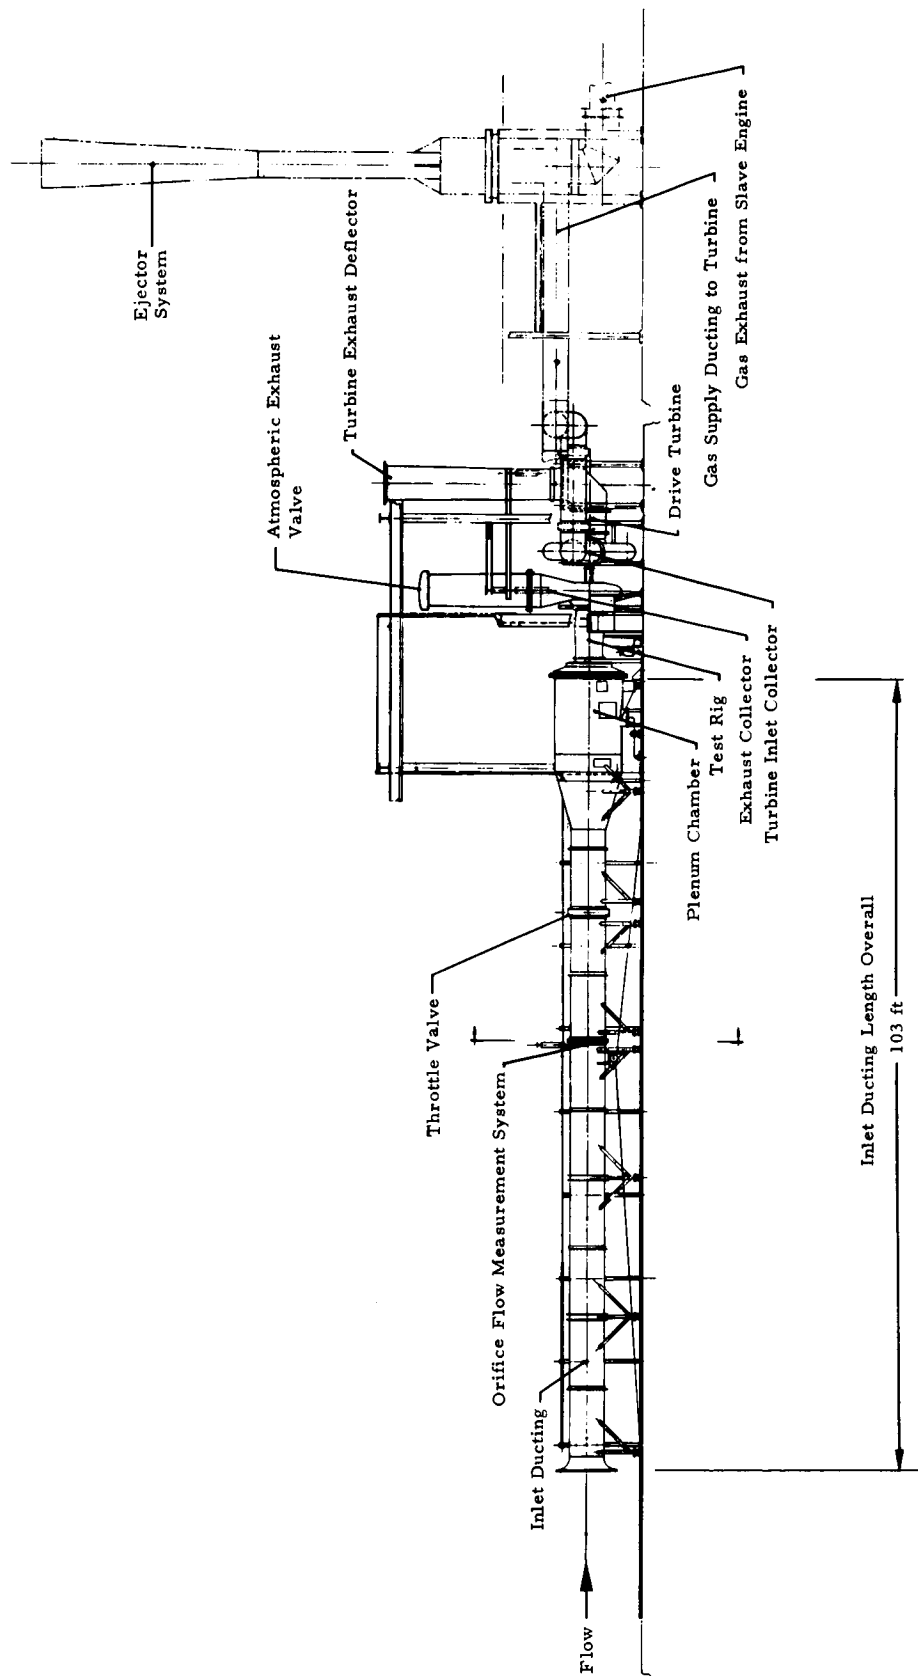 Ejector
System
Turbine Exhaust Deflector
Atmospheric Exhaust
Valve
Throttle Valve
Orifice Flow Measurement System
Inlet Ducting
Flow
Gas Exhaust from Slave Engine
Gas Supply Ducting to Turbine
Drive Turbine
Turbine Inlet Collector
Exhaust Collector
Test Rig
Plenum Chamber
Inlet Ducting Length Overall
103 ft